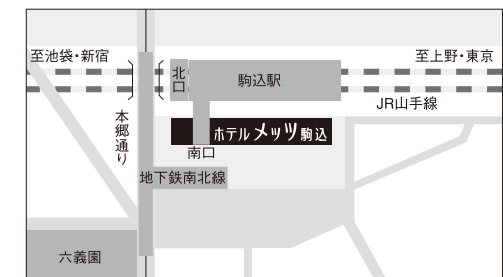 至池袋・新宿
至上野・東京
北口
駒込駅
JR山手線
本郷通り
ホテルメッツ駒込
南口
地下鉄南北線
六義園